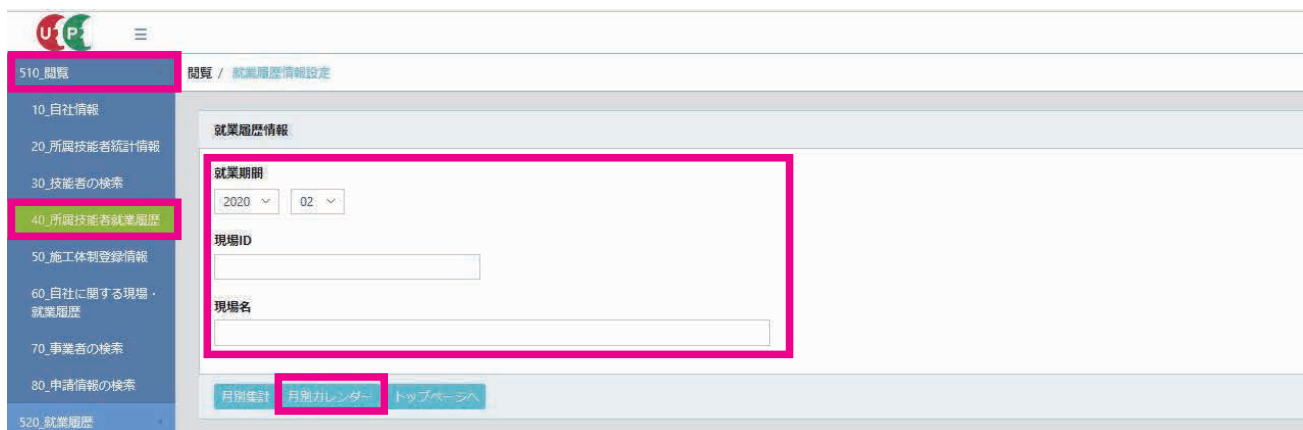 U P
510_閲覧
10_自社情報
20_所属技能者統計情報
30_技能者の検索
40_所属技能者就業履歴
50_施工体制登録情報
60_自社に関する現場・
就業履歴
70_事業者の検索
80_申請情報の検索
520_就業履歴
閲覧 / 就業履歴情報設定
就業履歴情報
就業期間
2020 02
現場ID
現場名
月別集計 月別カレンダー トップページへ